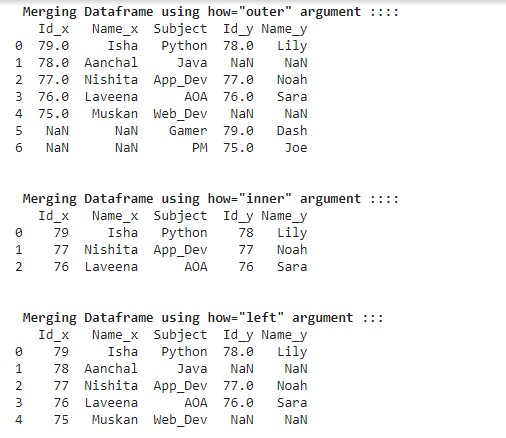 Merging Dataframe using how="outer" argument ::::
Id_x Name_x Subject Id_y Name_y
0 79.0 Isha Python 78.0 Lily
1 78.0 Aanchal Java NaN NaN
2 77.0 Nishita App_Dev 77.0 Noah
3 76.0 Laveena AOA 76.0 Sara
4 75.0 Muskan Web_Dev NaN NaN
5 NaN NaN Gamer 79.0 Dash
6 NaN NaN PM 75.0 Joe
Merging Dataframe using how="inner" argument ::::
Id_x Name_x Subject Id_y Name_y
0 79 Isha Python 78 Lily
1 77 Nishita App_Dev 77 Noah
2 76 Laveena AOA 76 Sara
Merging Dataframe using how="left" argument :::
Id_x Name_x Subject Id_y Name_y
0 79 Isha Python 78.0 Lily
1 78 Aanchal Java NaN NaN
2 77 Nishita App_Dev 77.0 Noah
3 76 Laveena AOA 76.0 Sara
4 75 Muskan Web_Dev NaN NaN